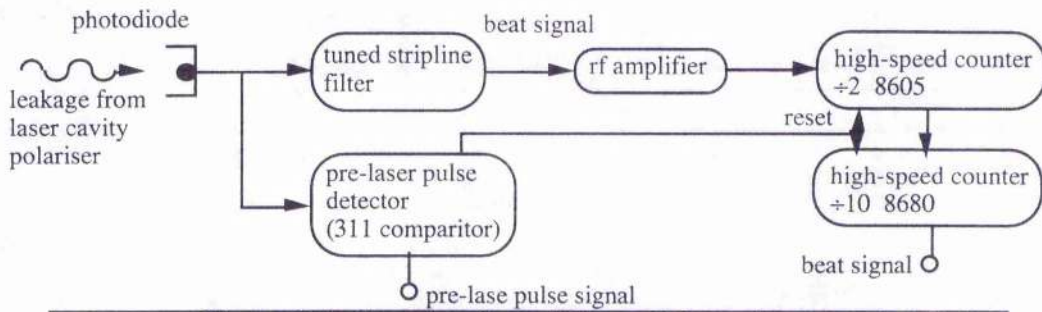 photodiode
leakage from
laser cavity
polariser
tuned stripline
filter
beat signal
rf amplifier
high-speed counter
÷2 8605
reset
pre-laser pulse
detector
(311 comparitor)
high-speed counter
÷10 8680
beat signal
pre-lase pulse signal